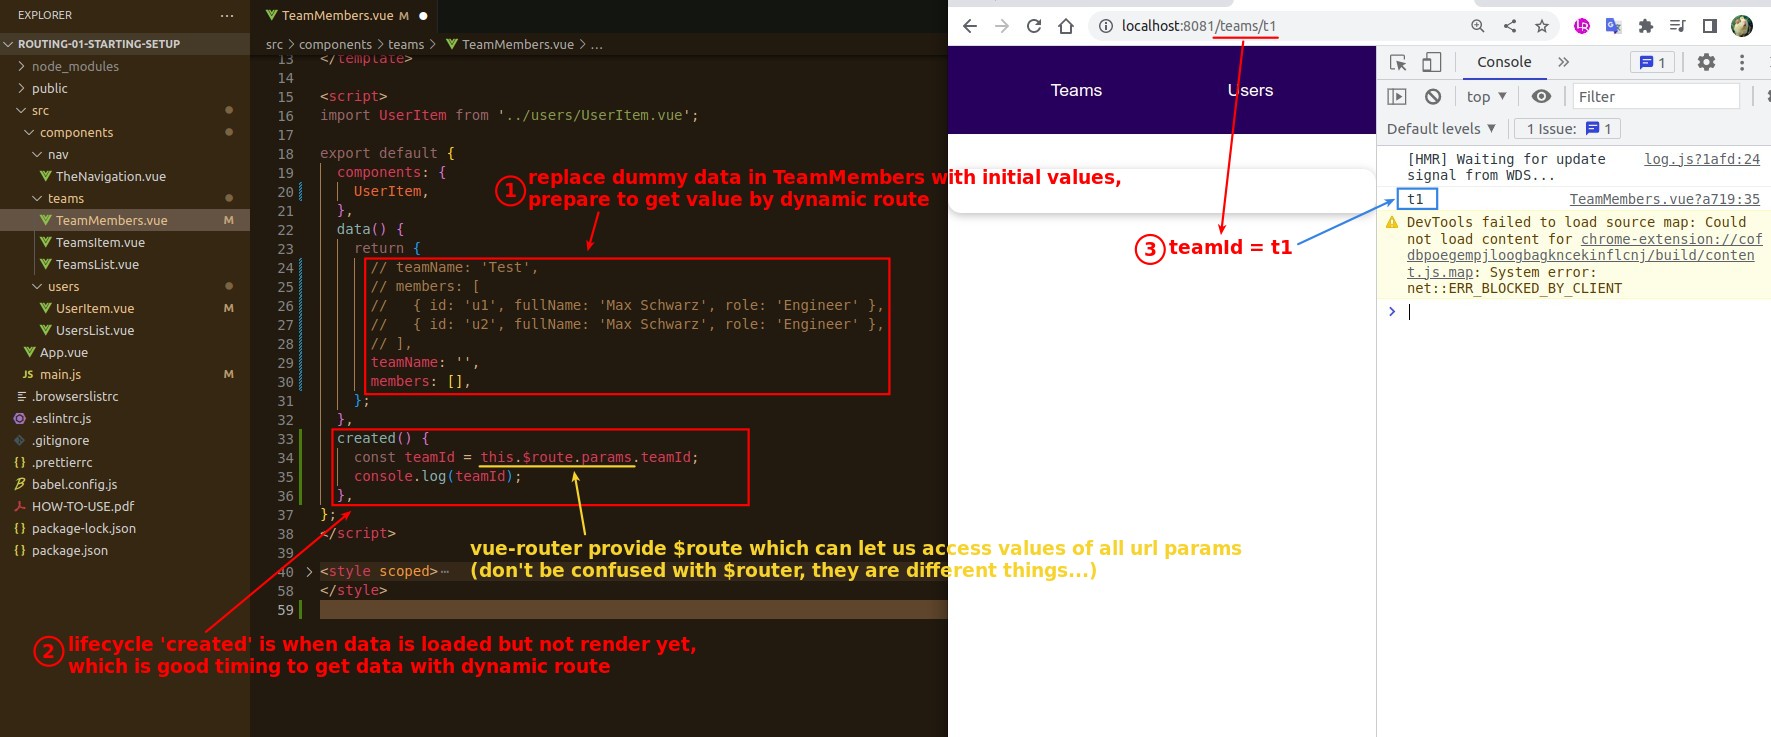 EXPLORER
ROUTING-01-STARTING-SETUP
node_modules
public
src
components
nav
TheNavigation.vue
teams
TeamMembers.vue M
TeamsItem.vue
TeamsList.vue
users
UserItem.vue M
UsersList.vue
App.vue
JS main.js M
.browserslistrc
.eslintrc.js
.gitignore
{} .prettierrc
babel.config.js
HOW-TO-USE.pdf
{} package-lock.json
{} package.json
TeamMembers.vue M
src > components > teams > TeamMembers.vue > ...
13 </template>
14
15 <script>
16 import UserItem from '../users/UserItem.vue';
17
18 export default {
19 components: {
20 UserItem,
21 },
22 data() {
23 return {
24 // teamName: 'Test',
25 // members: [
26 //   { id: 'u1', fullName: 'Max Schwarz', role: 'Engineer' },
27 //   { id: 'u2', fullName: 'Max Schwarz', role: 'Engineer' },
28 // ],
29 teamName: '',
30 members: [],
31 };
32 },
33 created() {
34 const teamId = this.$route.params.teamId;
35 console.log(teamId);
36 },
37 };
38 </script>
39
40 > <style scoped>⋯
58 </style>
59
1 replace dummy data in TeamMembers with initial values,
prepare to get value by dynamic route
vue-router provide $route which can let us access values of all url params
(don't be confused with $router, they are different things...)
2 lifecycle 'created' is when data is loaded but not render yet,
which is good timing to get data with dynamic route
localhost:8081/teams/t1
Teams
Users
3 teamId = t1
Console
1
top
Filter
Default levels
1 Issue: 1
[HMR] Waiting for update log.js?1afd:24
signal from WDS...
t1 TeamMembers.vue?a719:35
DevTools failed to load source map: Could
not load content for chrome-extension://cof
dbpoegempjloogbagkncekinflcnj/build/conten
t.js.map: System error:
net::ERR_BLOCKED_BY_CLIENT